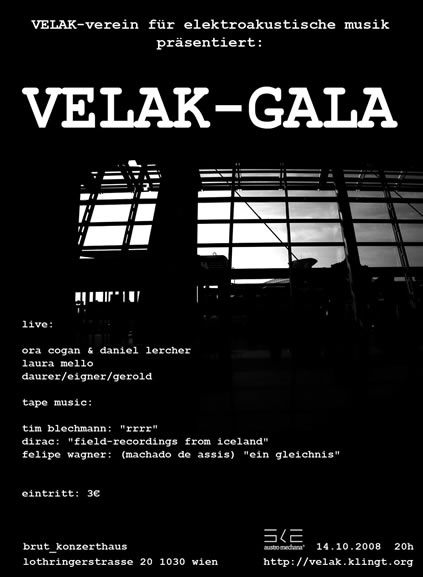 VELAK-verein für elektroakustische musik
präsentiert:
VELAK-GALA
live:
ora cogan & daniel lercher
laura mello
daurer/eigner/gerold
tape music:
tim blechmann: "rrrr"
dirac: "field-recordings from iceland"
felipe wagner: (machado de assis) "ein gleichnis"
eintritt: 3€
brut_konzerthaus
lothringerstrasse 20 1030 wien
SKE
austro mechana®
14.10.2008 20h
http://velak.klingt.org